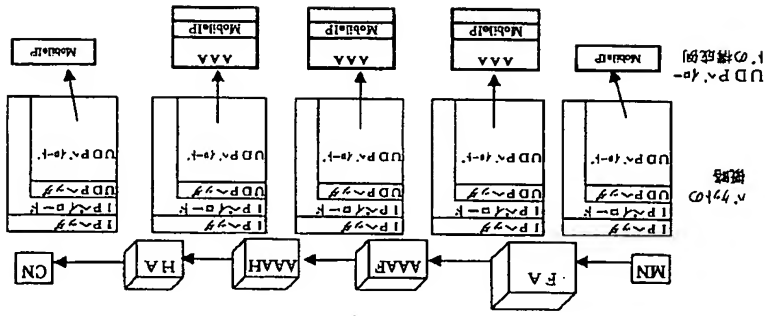 MN FA AAAF AAAH HA CN
パケットの
概略
IPヘッダ IPヘッダ IPヘッダ IPヘッダ IPヘッダ
IPペイロード IPペイロード IPペイロード IPペイロード IPペイロード
UDPヘッダ UDPヘッダ UDPヘッダ UDPヘッダ UDPヘッダ
UDPペイロード UDPペイロード UDPペイロード UDPペイロード UDPペイロード
UDPペイロー
ドの構成例
MobileIP
AAA
MobileIP
AAA
MobileIP
AAA
MobileIP
MobileIP